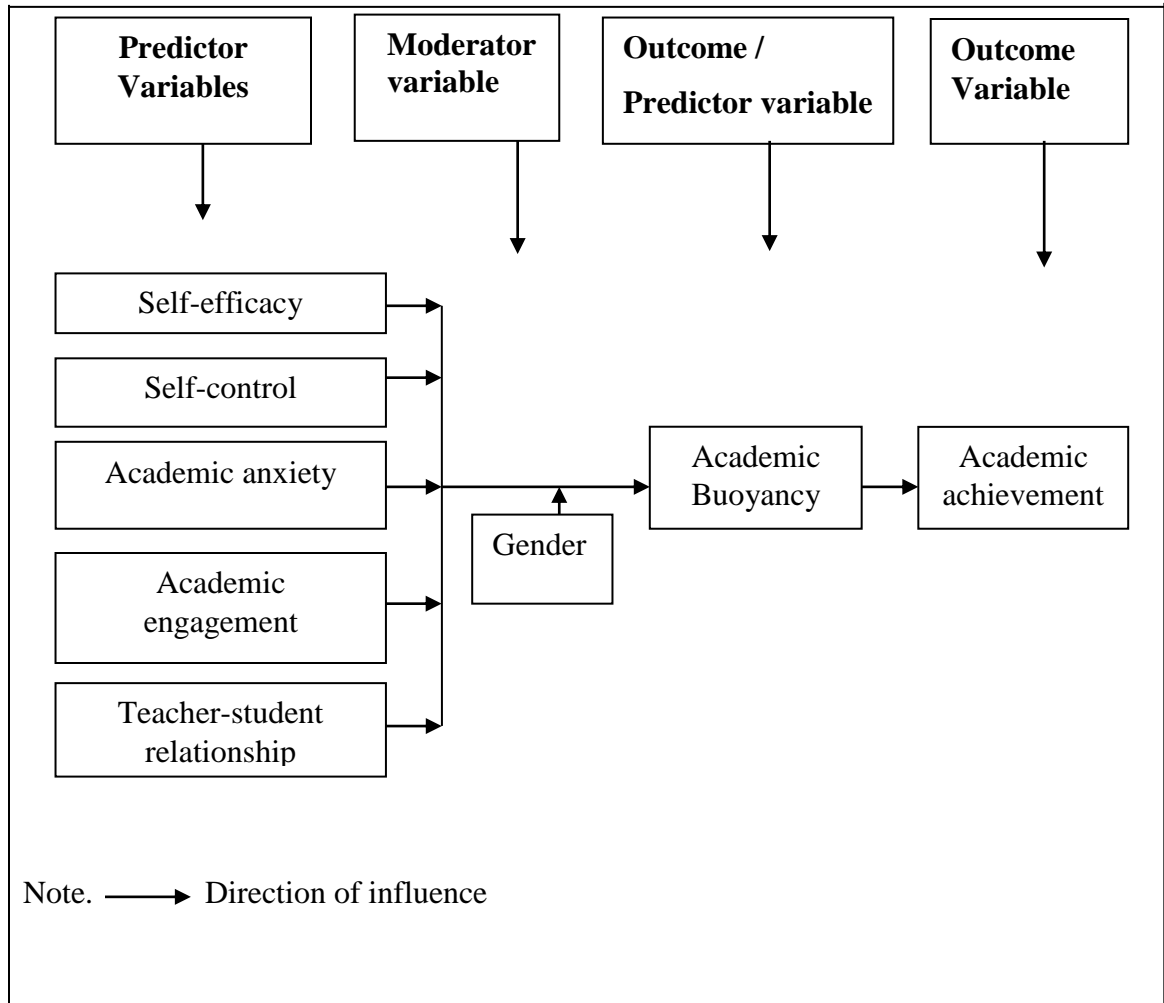 Predictor
Variables
Moderator
variable
Outcome /
Predictor variable
Outcome
Variable
Self-efficacy
Self-control
Academic anxiety
Academic
engagement
Teacher-student
relationship
Gender
Academic
Buoyancy
Academic
achievement
Note.
Direction of influence